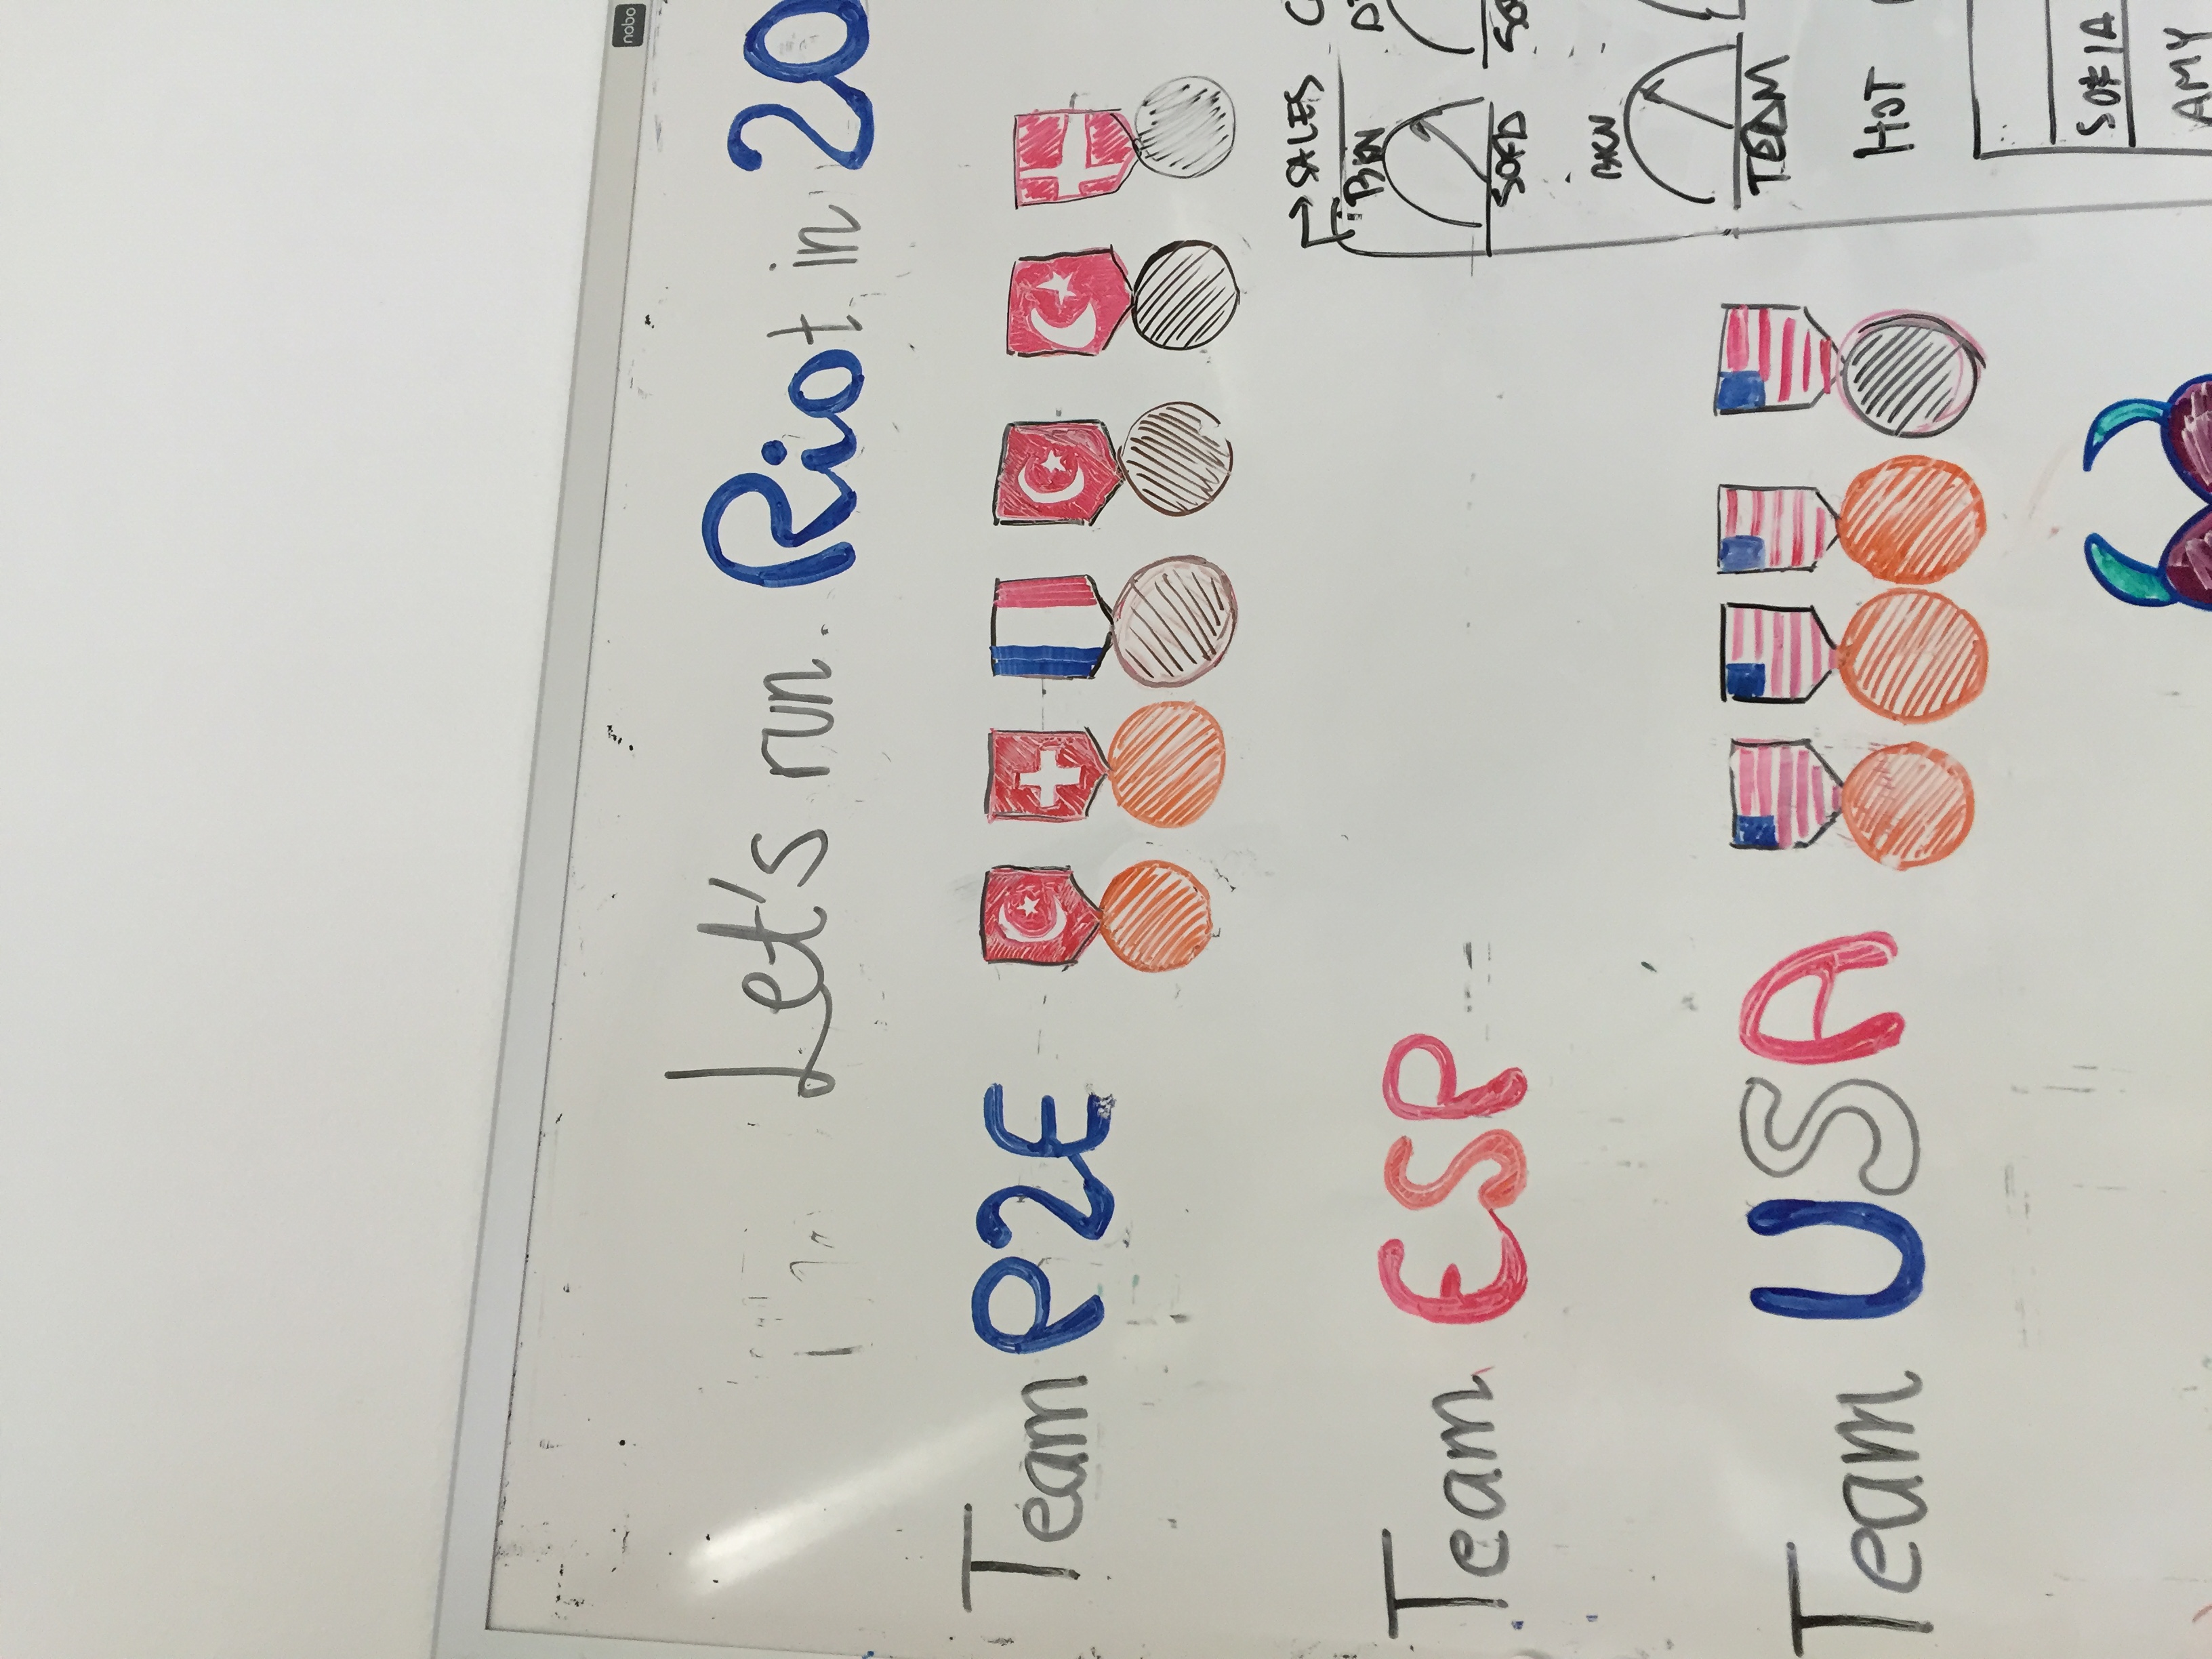 nobo
Let's run Riot in 20
Team P2E
Team ESP
Team USA
SALES
BKN
SOFD
BKN
TEAM
HOT
SOFIA
AMY